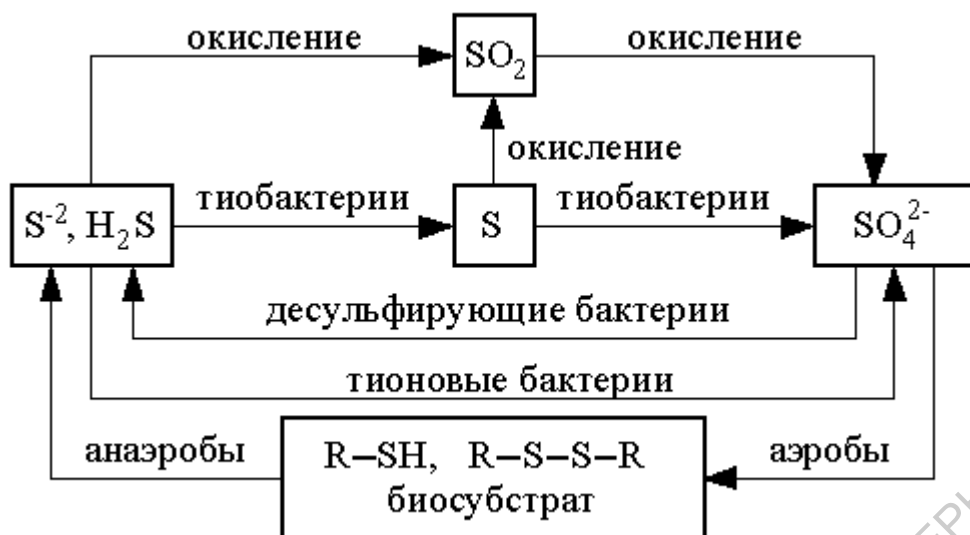 окисление окисление
SO₂
окисление
тиобактерии тиобактерии
S⁻², H₂S S SO₄²⁻
десульфирующие бактерии
тионовые бактерии
анаэробы R–SH, R–S–S–R аэробы
биосубстрат